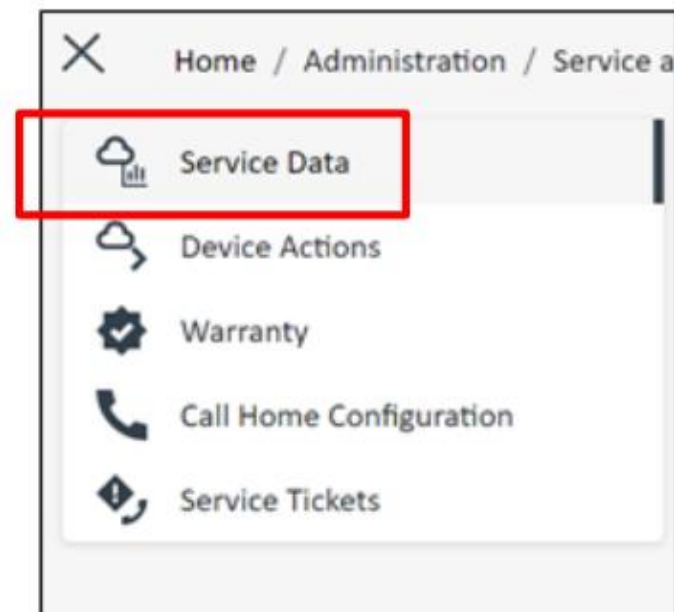 Home / Administration / Service a
Service Data
Device Actions
Warranty
Call Home Configuration
Service Tickets